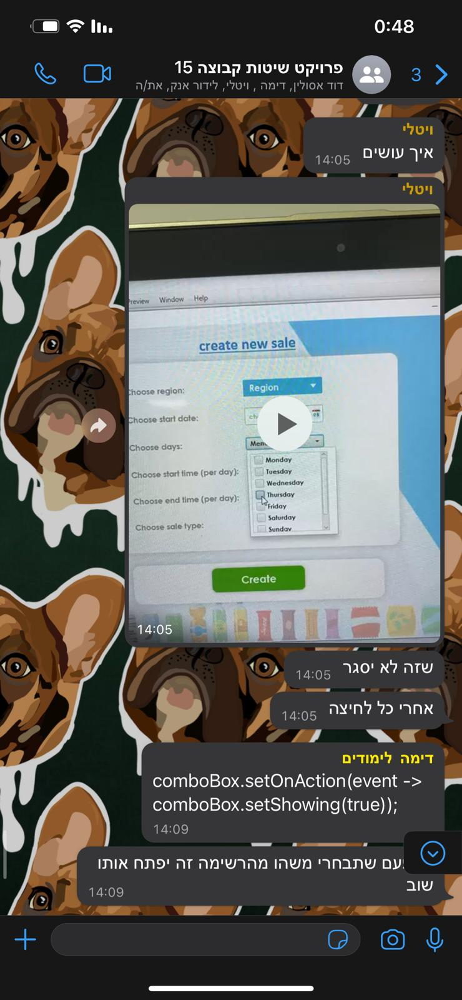 0:48
פרויקט שיטות קבוצה 15
3
דוד אסולין, דימה , ויטלי, לידור אנק, את/ה
ויטלי
איך עושים
14:05
ויטלי
Preview Window Help
create new sale
Choose region:
Region
Choose start date:
Choose days:
Monday
Tuesday
Choose start time (per day):
Wednesday
Thursday
Choose end time (per day):
Friday
Saturday
Choose sale type:
Sunday
Create
14:05
שזה לא יסגר
14:05
אחרי כל לחיצה
14:05
דימה לימודים
comboBox.setOnAction(event ->
comboBox.setShowing(true));
14:09
שתבחרי משהו מהרשימה זה יפתח אותו
שוב
14:09